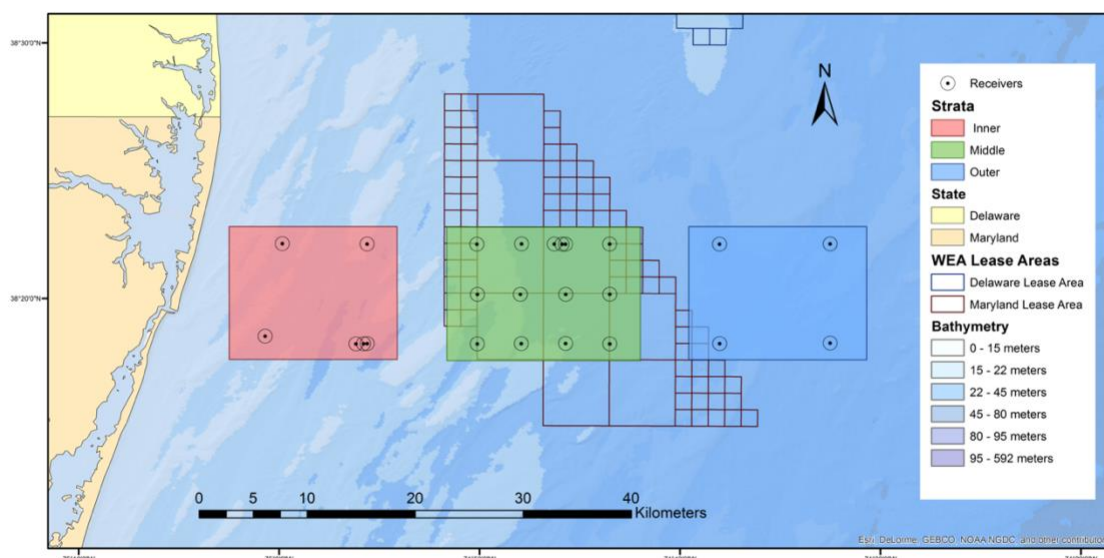 38°30'0"N
38°20'0"N
N
Receivers
Strata
Inner
Middle
Outer
State
Delaware
Maryland
WEA Lease Areas
Delaware Lease Area
Maryland Lease Area
Bathymetry
0 - 15 meters
15 - 22 meters
22 - 45 meters
45 - 80 meters
80 - 95 meters
95 - 592 meters
0 5 10 20 30 40
Kilometers
Esri, DeLorme, GEBCO, NOAA NGDC, and other contributor